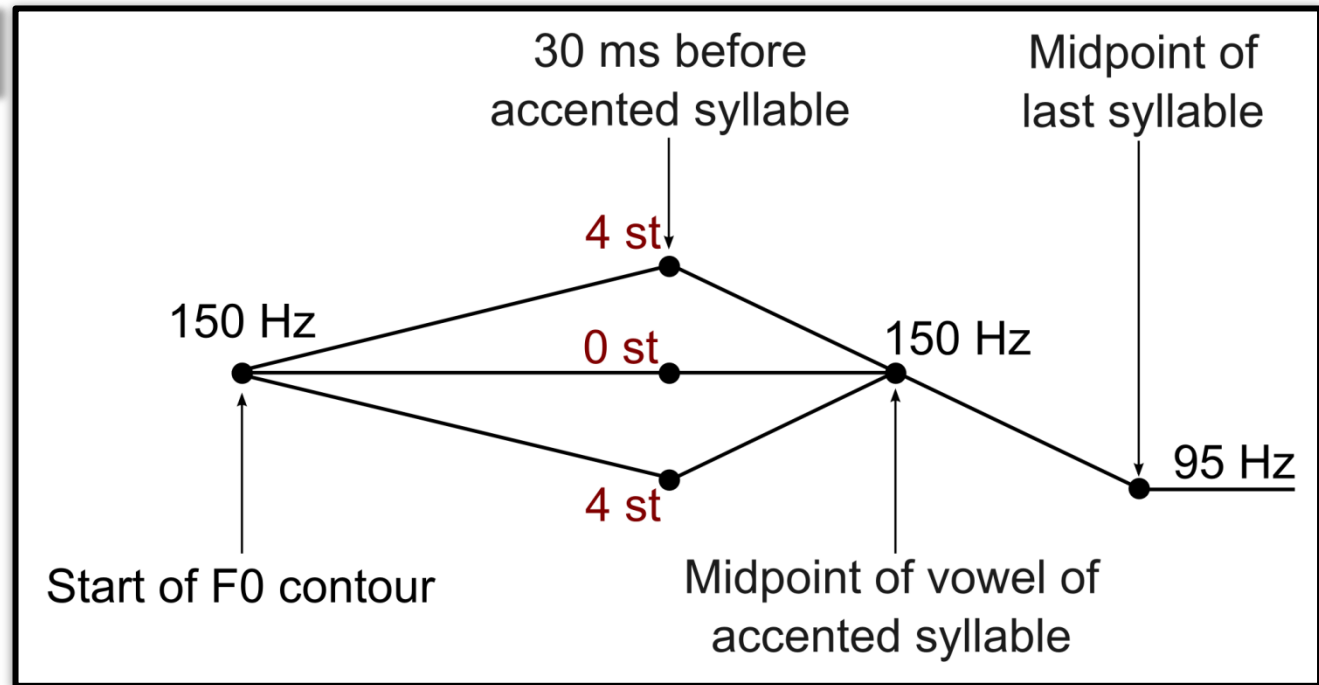 30 ms before
accented syllable
Midpoint of
last syllable
4 st
150 Hz
0 st
150 Hz
95 Hz
4 st
Start of F0 contour
Midpoint of vowel of
accented syllable